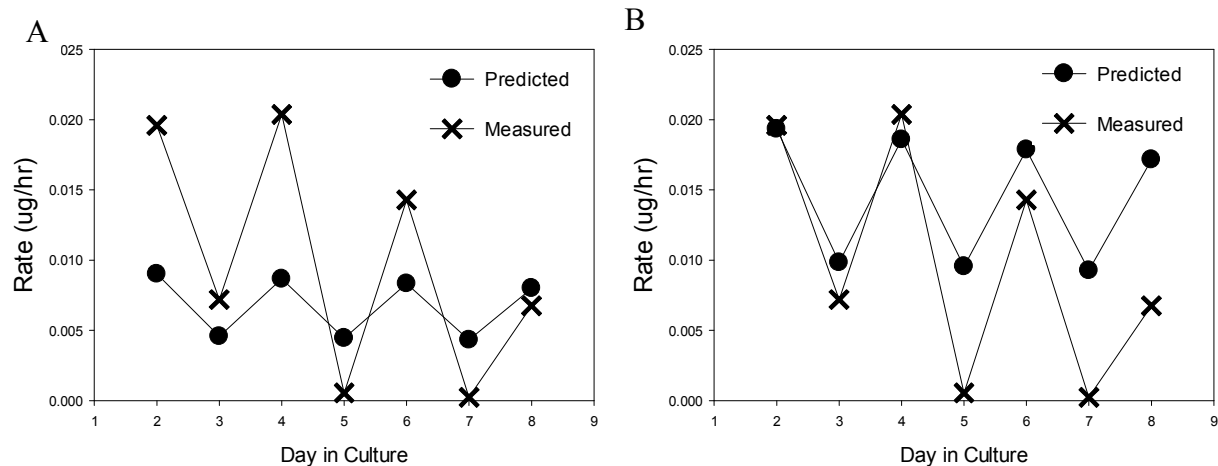 A
025
Predicted
Measured
0.020
0.015
0.010
0.005
0.000
1 2 3 4 5 6 7 8 9
Rate (ug/hr)
Day in Culture
B
0.025
Predicted
Measured
0.020
0.015
0.010
0.005
0.000
1 2 3 4 5 6 7 8 9
Rate (ug/hr)
Day in Culture